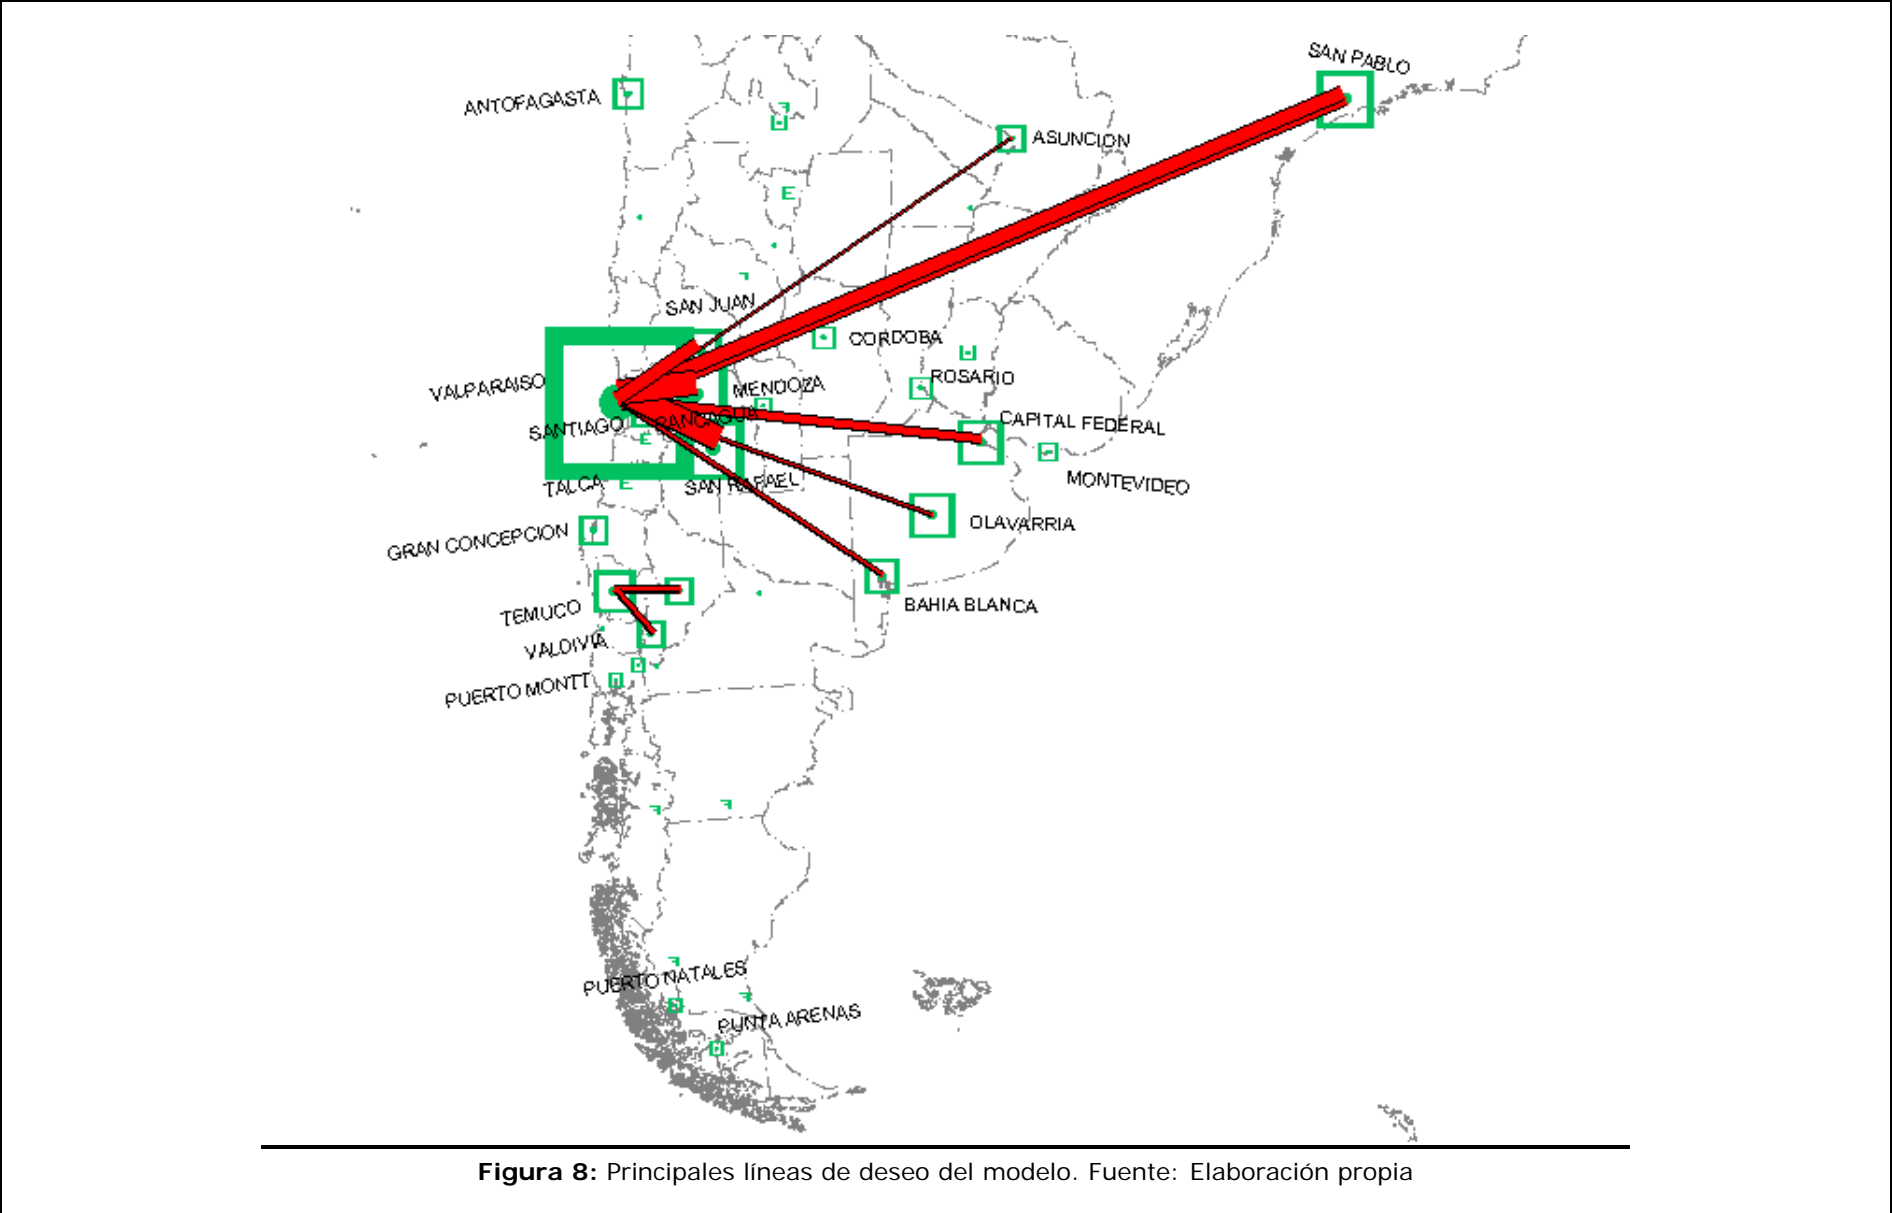 SAN PABLO
ANTOFAGASTA
ASUNCION
SAN JUAN
CORDOBA
VALPARAISO
MENDOZA
ROSARIO
SANTIAGO
RANCAGUA
CAPITAL FEDERAL
TALCA
SAN RAFAEL
MONTEVIDEO
OLAVARRIA
GRAN CONCEPCION
TEMUCO
BAHIA BLANCA
VALDIVIA
PUERTO MONTT
PUERTO NATALES
PUNTA ARENAS
Figura 8: Principales líneas de deseo del modelo. Fuente: Elaboración propia